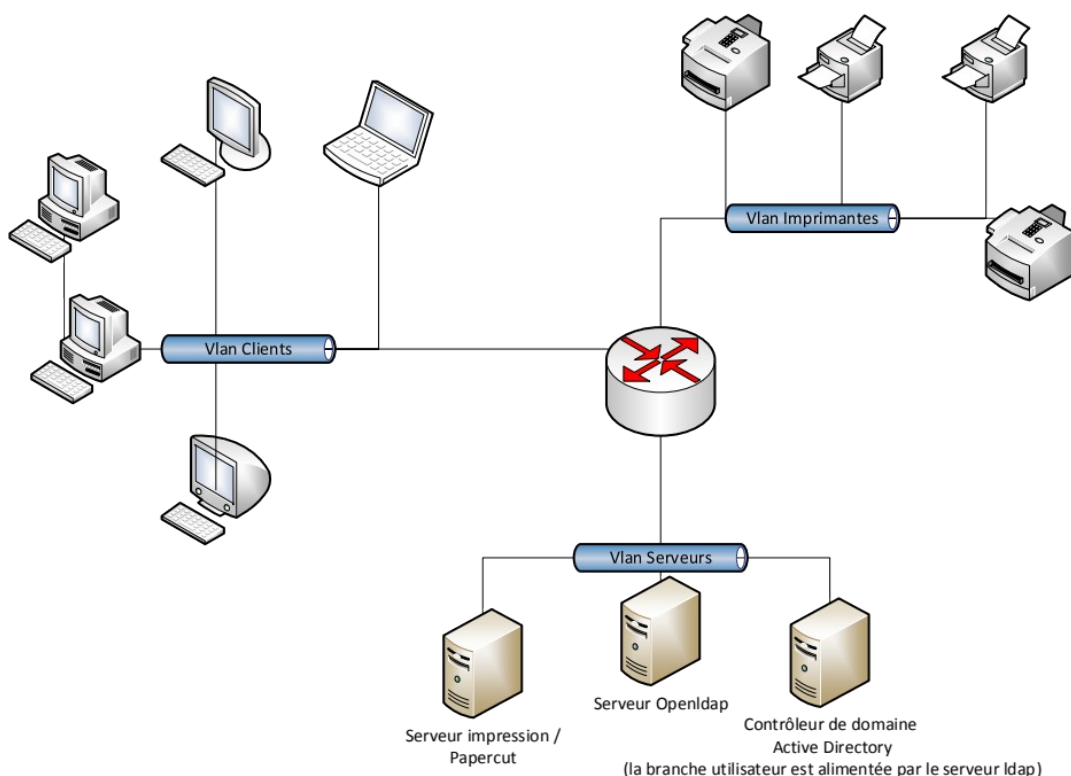 Vlan Imprimantes
Vlan Clients
Vlan Serveurs
Serveur impression /
Papercut
Serveur Openldap
Contrôleur de domaine
Active Directory
(la branche utilisateur est alimentée par le serveur ldap)